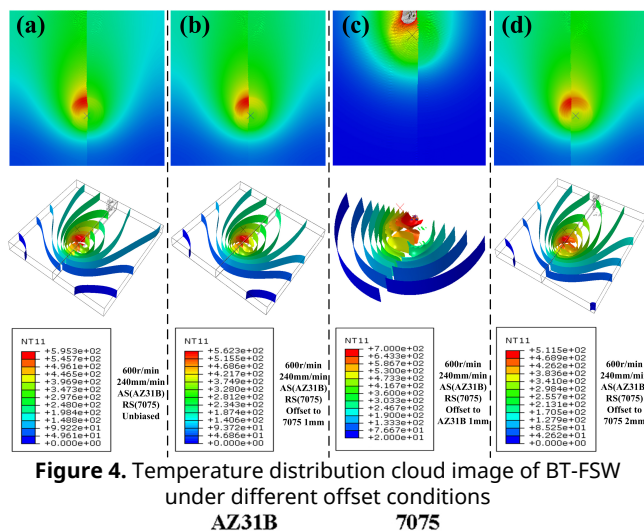 (a)
(b)
(c)
(d)
NT11
+5.953e+02
+5.457e+02
+4.961e+02
+4.465e+02
+3.969e+02
+3.473e+02
+2.976e+02
+2.480e+02
+1.984e+02
+1.488e+02
+9.922e+01
+4.961e+01
+0.000e+00
600r/min
240mm/min
AS(AZ31B)
RS(7075)
Unbiased
NT11
+5.623e+02
+5.155e+02
+4.686e+02
+4.217e+02
+3.749e+02
+3.280e+02
+2.812e+02
+2.343e+02
+1.874e+02
+1.406e+02
+9.372e+01
+4.686e+01
+0.000e+00
600r/min
240mm/min
AS(AZ31B)
RS(7075)
Offset to
7075 1mm
NT11
+7.000e+02
+6.433e+02
+5.867e+02
+5.300e+02
+4.733e+02
+4.167e+02
+3.600e+02
+3.033e+02
+2.467e+02
+1.900e+02
+1.333e+02
+7.667e+01
+2.000e+01
600r/min
240mm/min
AS(AZ31B)
RS(7075)
Offset to
AZ31B 1mm
NT11
+5.115e+02
+4.689e+02
+4.262e+02
+3.836e+02
+3.410e+02
+2.984e+02
+2.557e+02
+2.131e+02
+1.705e+02
+1.279e+02
+8.525e+01
+4.262e+01
+0.000e+00
600r/min
240mm/min
AS(AZ31B)
RS(7075)
Offset to
7075 2mm
Figure 4. Temperature distribution cloud image of BT-FSW
under different offset conditions
AZ31B 7075